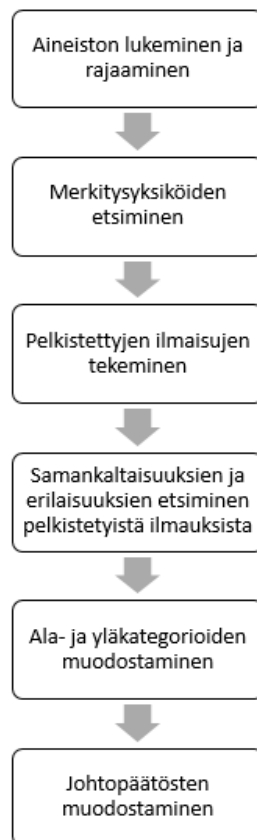 Aineiston lukeminen ja
rajaaminen
Merkitysyksiköiden
etsiminen
Pelkistettyjen ilmaisujen
tekeminen
Samankaltaisuuksien ja
erilaisuuksien etsiminen
pelkistetyistä ilmauksista
Ala- ja yläkategorioiden
muodostaminen
Johtopäätösten
muodostaminen